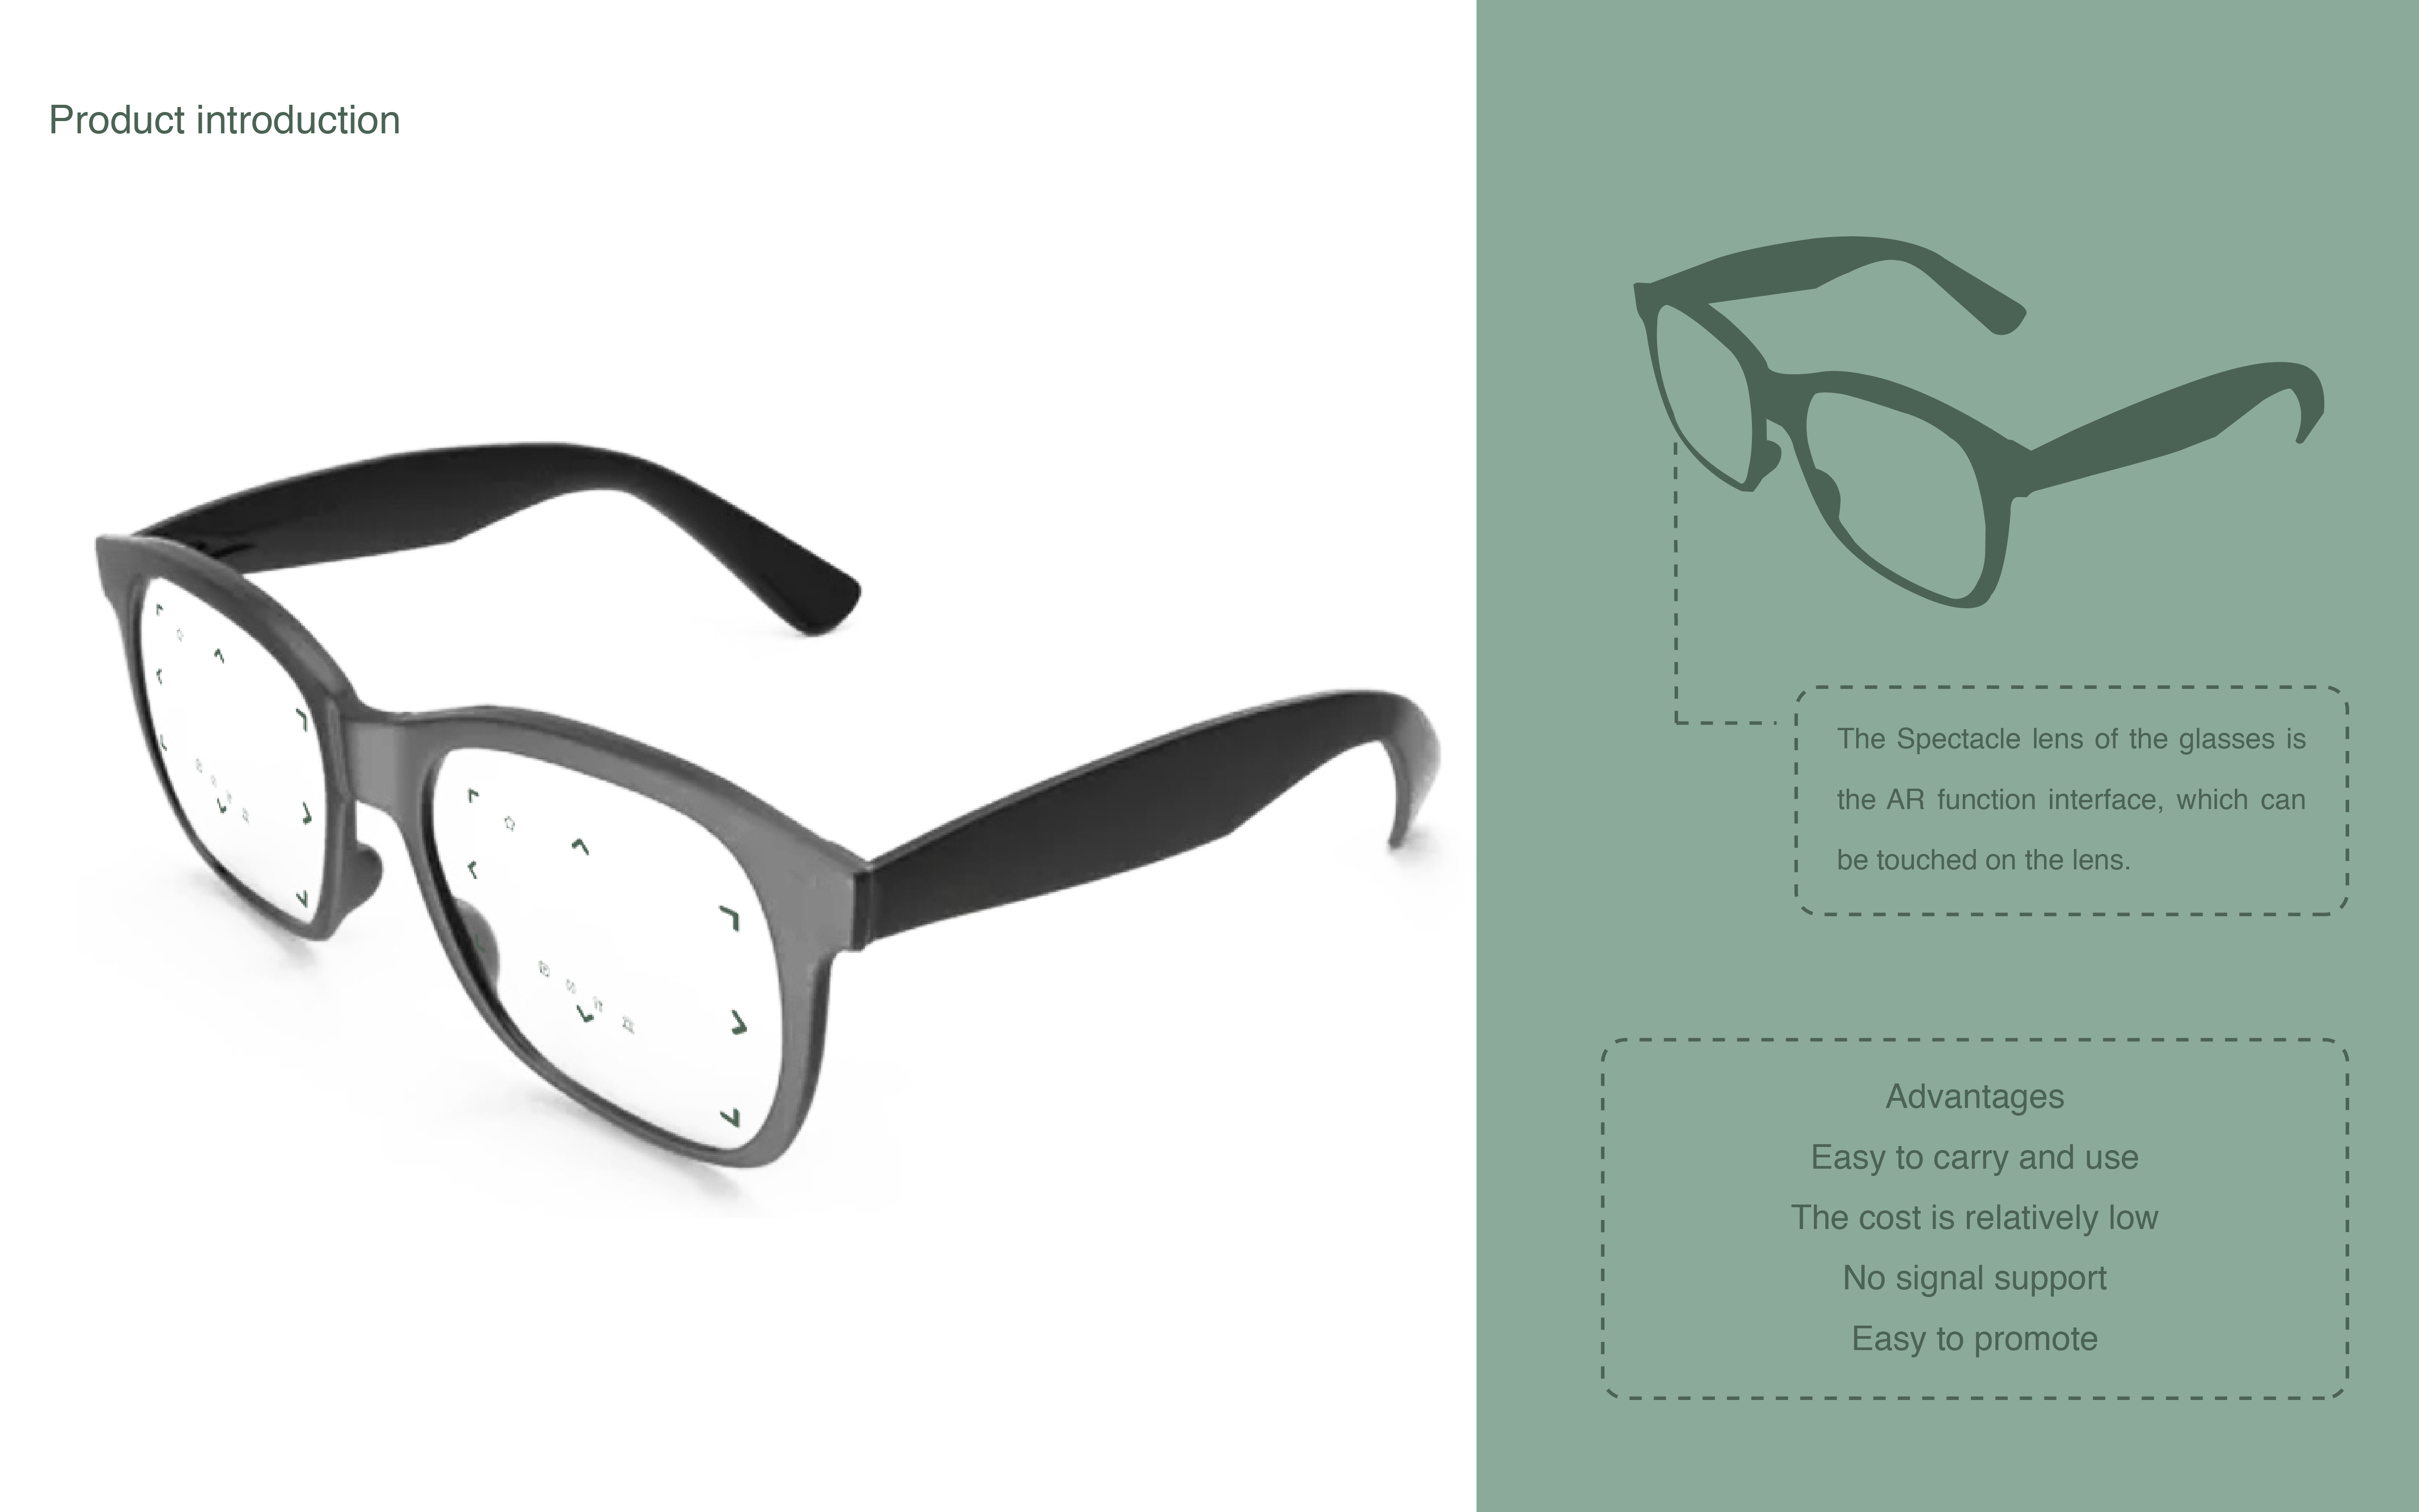 Product introduction
The Spectacle lens of the glasses is
the AR function interface, which can
be touched on the lens.
Advantages
Easy to carry and use
The cost is relatively low
No signal support
Easy to promote